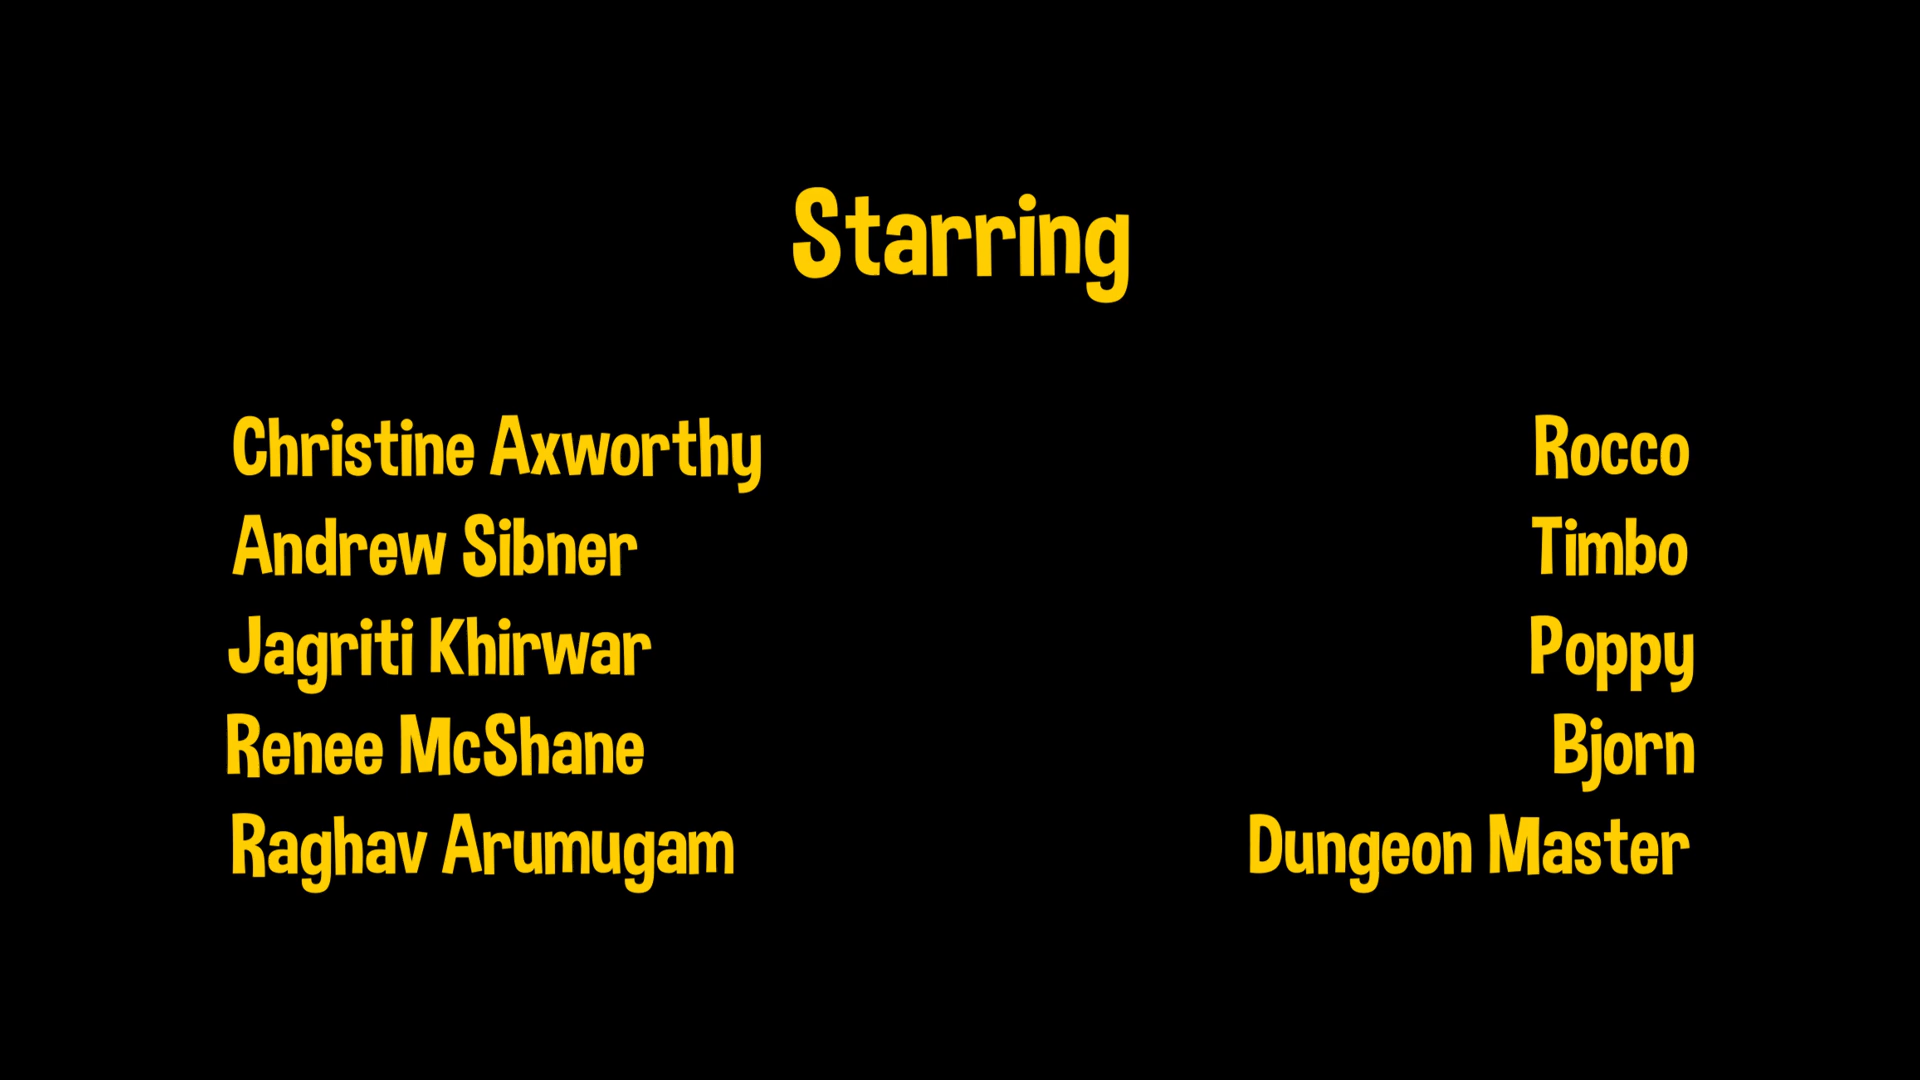 Starring
Christine Axworthy Rocco
Andrew Sibner Timbo
Jagriti Khirwar Poppy
Renee McShane Bjorn
Raghav Arumugam Dungeon Master